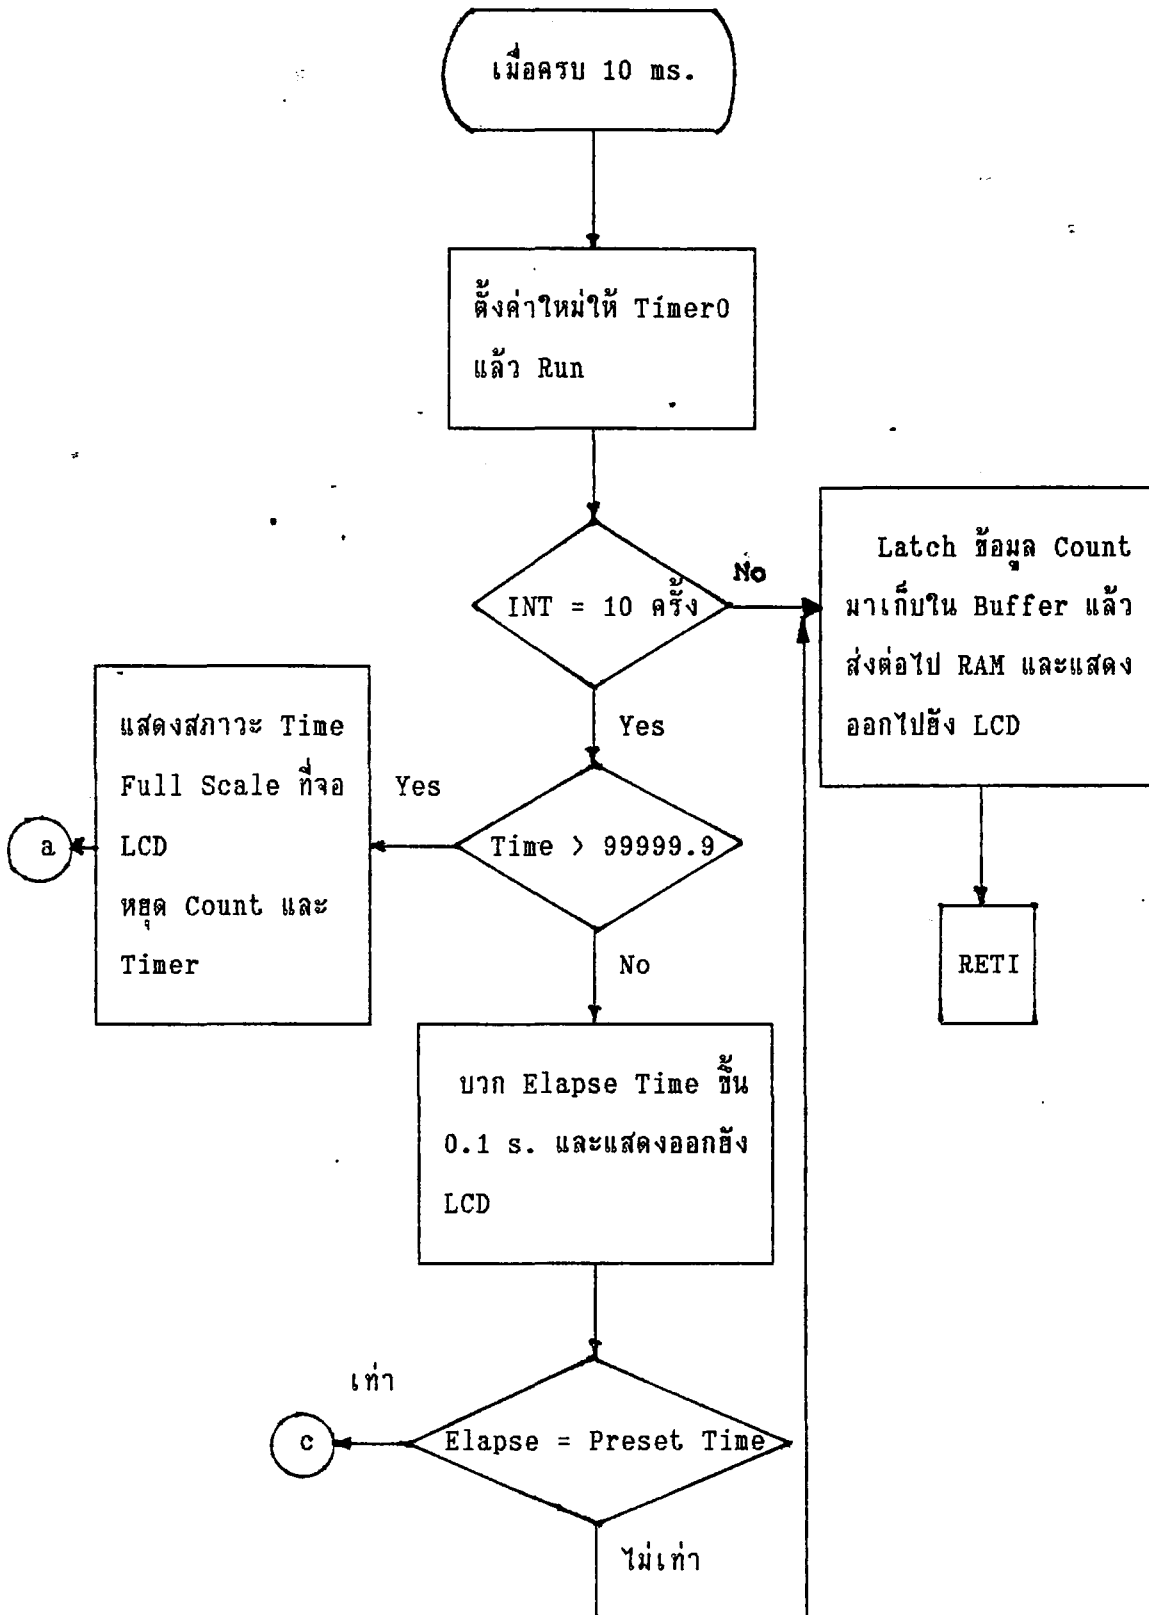 เมื่อครบ 10 ms.
ตั้งค่าใหม่ให้ Timer0
แล้ว Run
INT = 10 ครั้ง
No
Latch ข้อมูล Count
มาเก็บใน Buffer แล้ว
ส่งต่อไป RAM และแสดง
ออกไปยัง LCD
Yes
แสดงสภาวะ Time
Full Scale ที่จอ
LCD
หยุด Count และ
Timer
Yes
a
Time > 99999.9
No
RETI
บวก Elapse Time ขึ้น
0.1 s. และแสดงออกยัง
LCD
เท่า
c
Elapse = Preset Time
ไม่เท่า